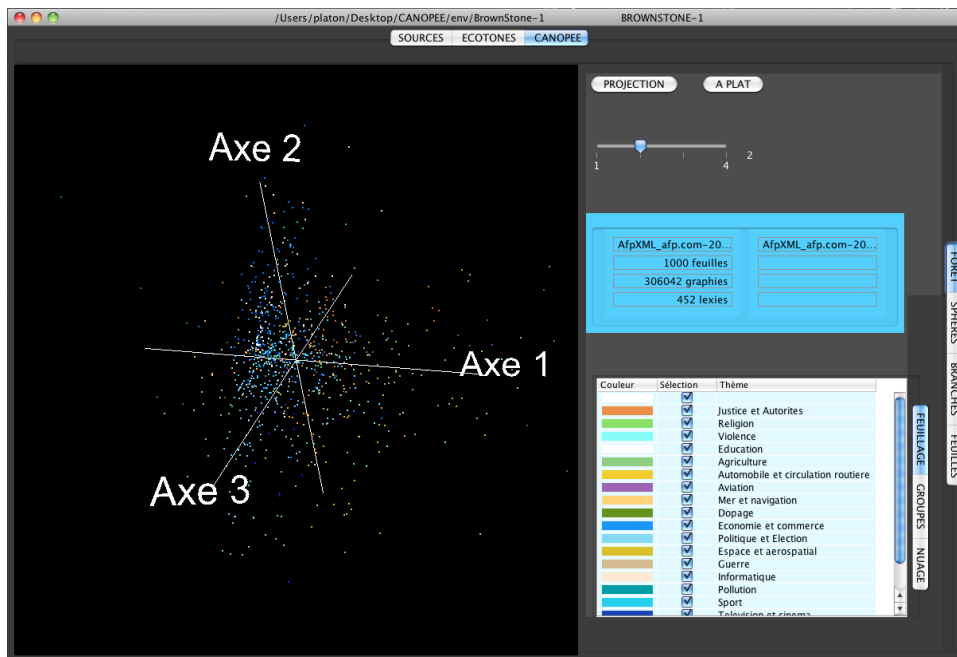 /Users/platon/Desktop/CANOPEE/env/BrownStone-1 BROWNSTONE-1
SOURCES ECOTONES CANOPEE
PROJECTION A PLAT
1 4 2
Axe 2
Axe 1
Axe 3
AfpXML_afp.com-20... AfpXML_afp.com-20...
1000 feuilles
306042 graphies
452 lexies
Couleur Sélection Thème
Justice et Autorites
Religion
Violence
Education
Agriculture
Automobile et circulation routiere
Aviation
Mer et navigation
Dopage
Economie et commerce
Politique et Election
Espace et aerospatial
Guerre
Informatique
Pollution
Sport
Television et cinema
FEUILLAGE
GROUPES
NUAGE
FORET
SPHERES
BRANCHES
FEUILLES